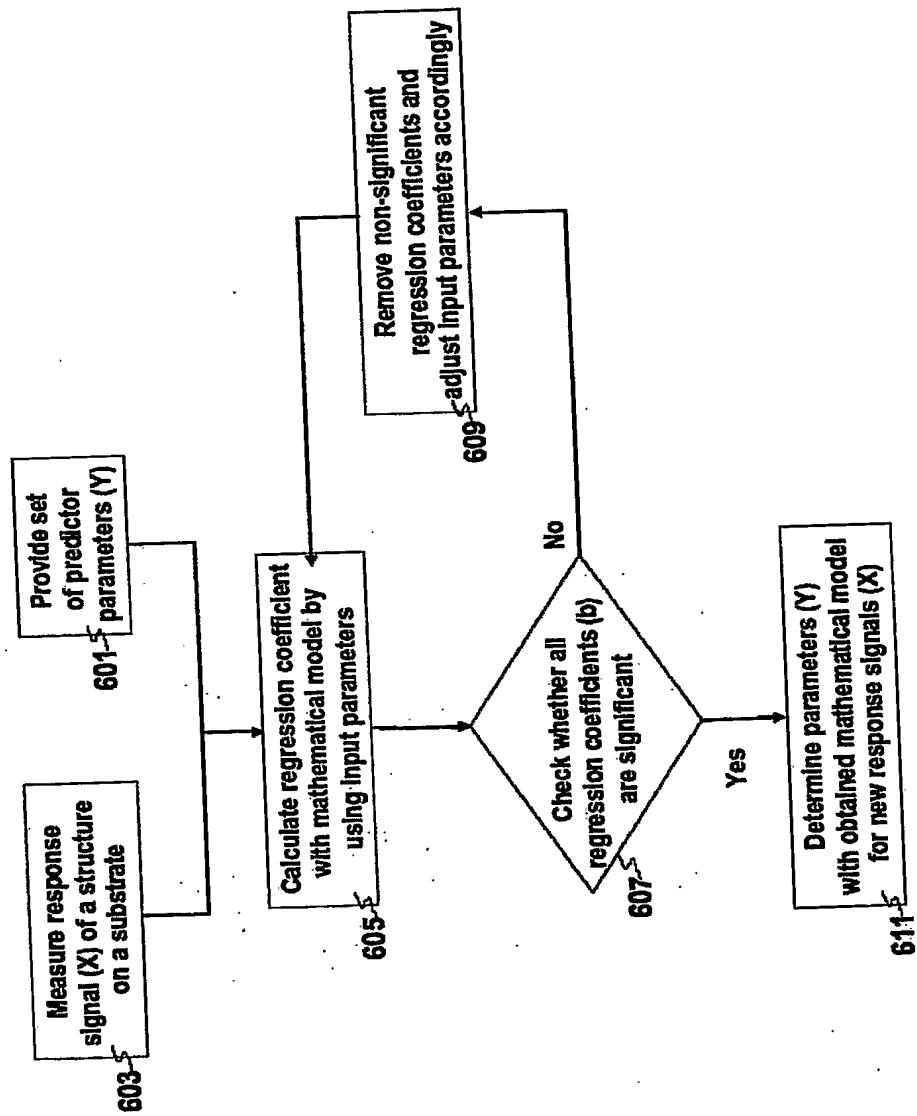 Measure response
signal (X) of a structure
on a substrate
603
Provide set
of predictor
parameters (Y)
601
Calculate regression coefficient
with mathematical model by
using input parameters
605
Check whether all
regression coefficients (b)
are significant
607
No
Remove non-significant
regression coefficients and
adjust input parameters accordingly
609
Yes
Determine parameters (Y)
with obtained mathematical model
for new response signals (X)
611